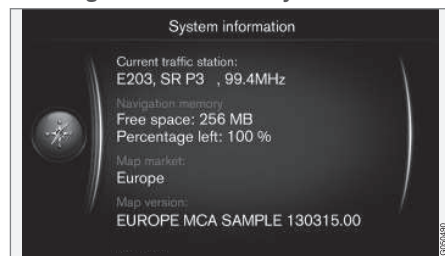 System information
Current traffic station:
E203, SR P3 , 99.4MHz
Navigation memory
Free space: 256 MB
Percentage left: 100 %
Map market:
Europe
Map version:
EUROPE MCA SAMPLE 130315.00
G050490